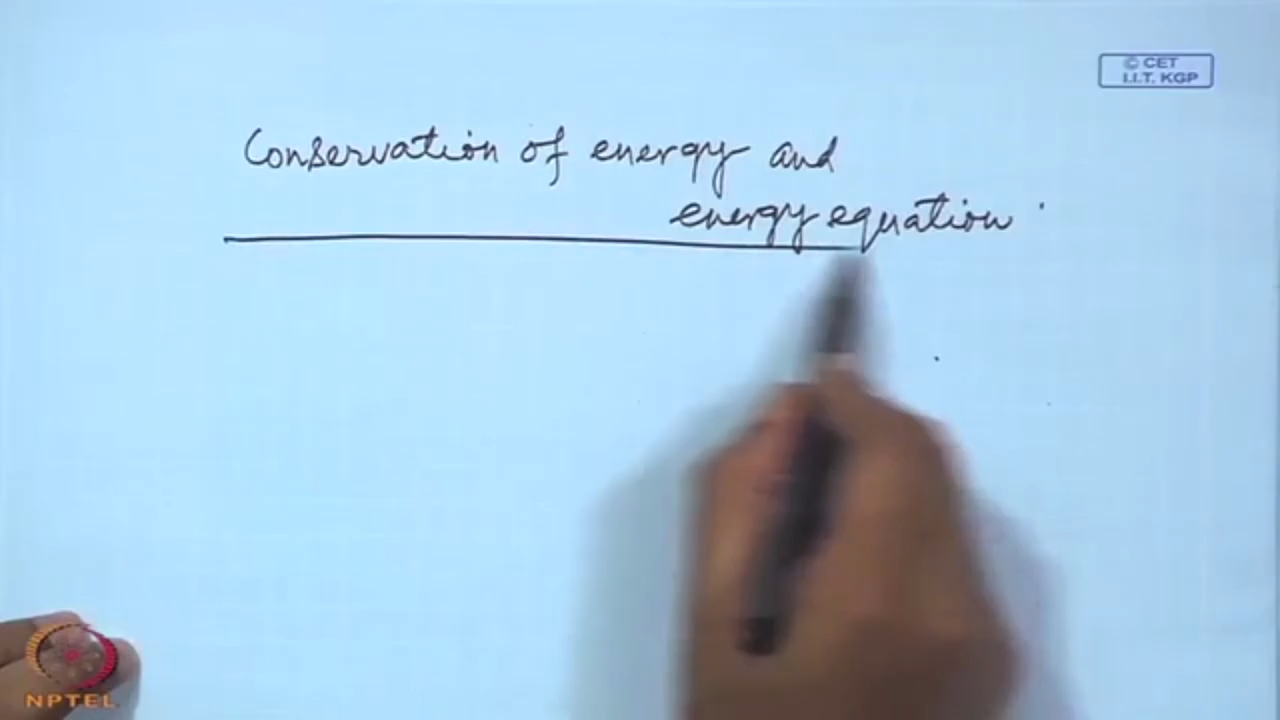 © CET
I.I.T. KGP
Conservation of energy and
energy equation
NPTEL